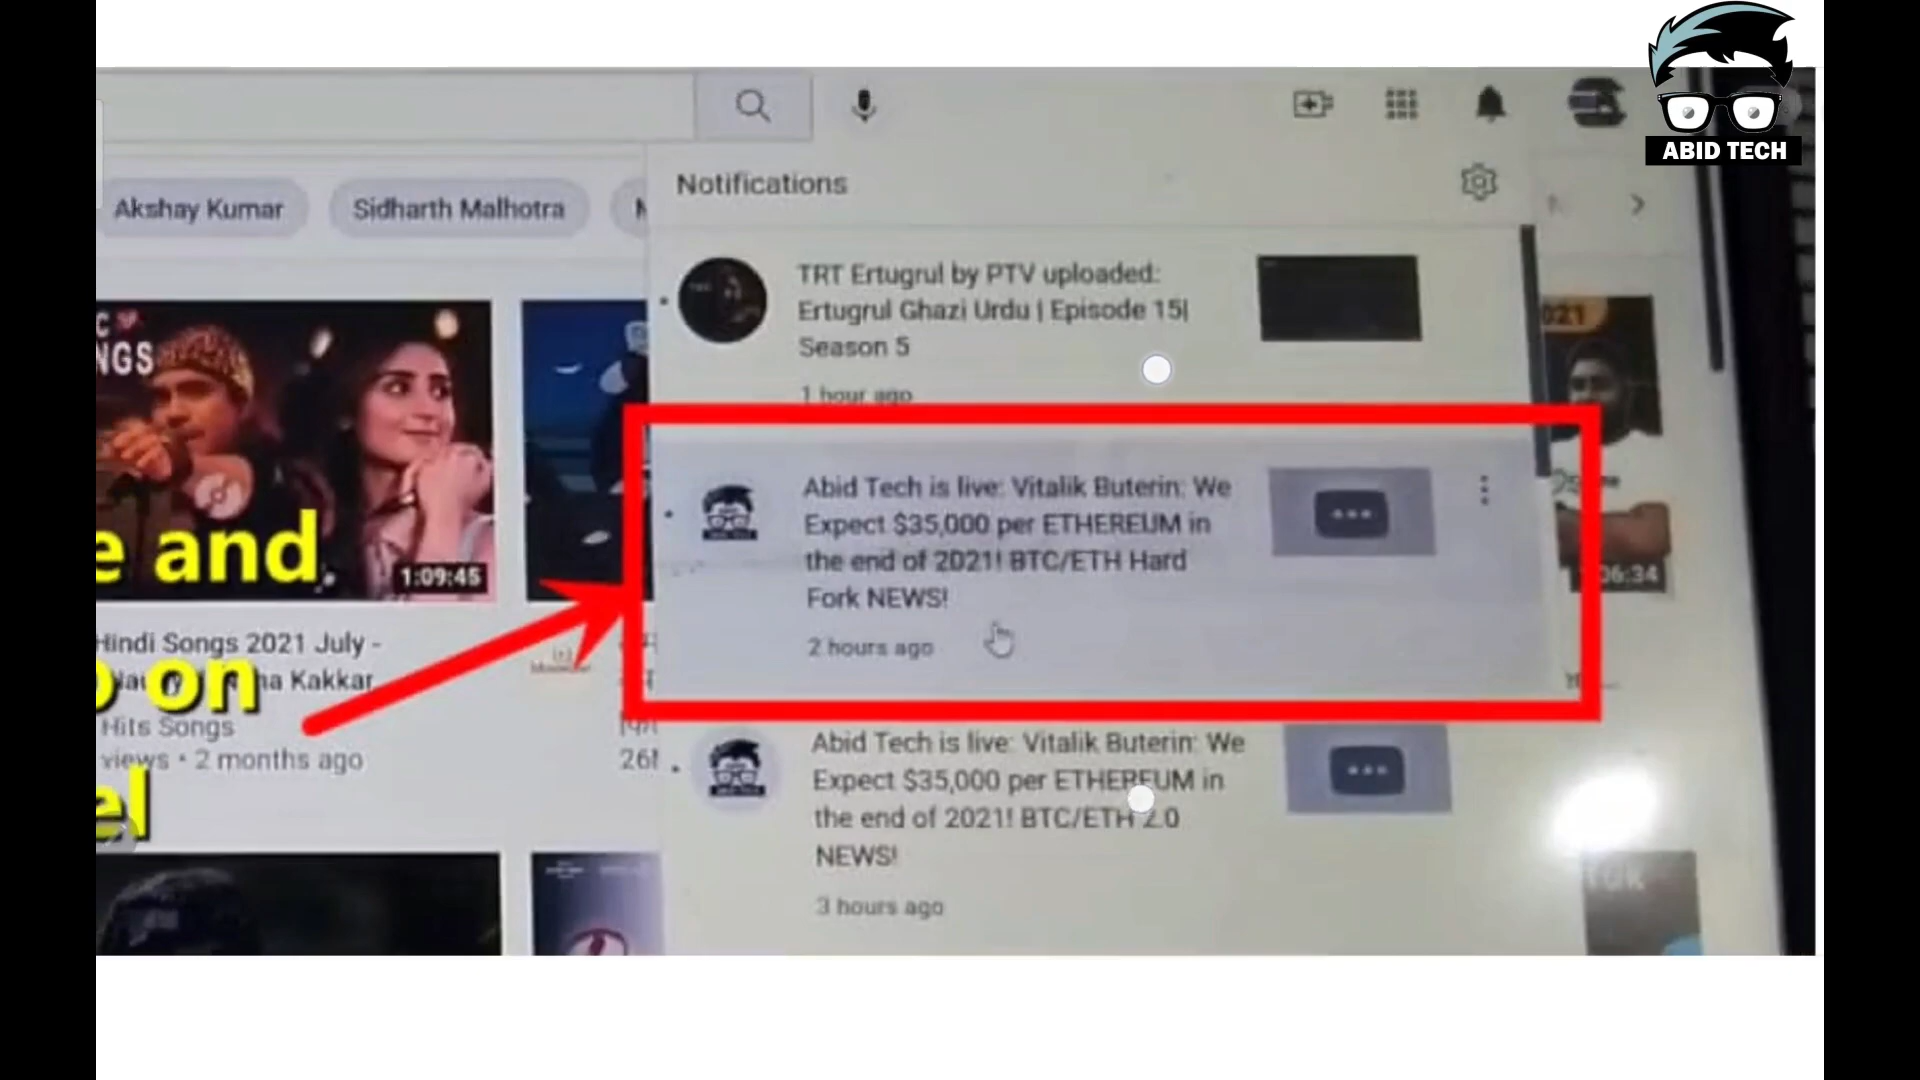 ABID TECH
Akshay Kumar
Sidharth Malhotra
Notifications
TRT Ertugrul by PTV uploaded:
Ertugrul Ghazi Urdu | Episode 15|
Season 5
1 hour ago
2021
NGS
e and
1:09:45
Abid Tech is live: Vitalik Buterin: We
Expect $35,000 per ETHEREUM in
the end of 2021! BTC/ETH Hard
Fork NEWS!
2 hours ago
06:34
Hindi Songs 2021 July -
Kakkar
on
Hits Songs
views • 2 months ago
el
Abid Tech is live: Vitalik Buterin: We
Expect $35,000 per ETHEREUM in
the end of 2021! BTC/ETH 2.0
NEWS!
3 hours ago